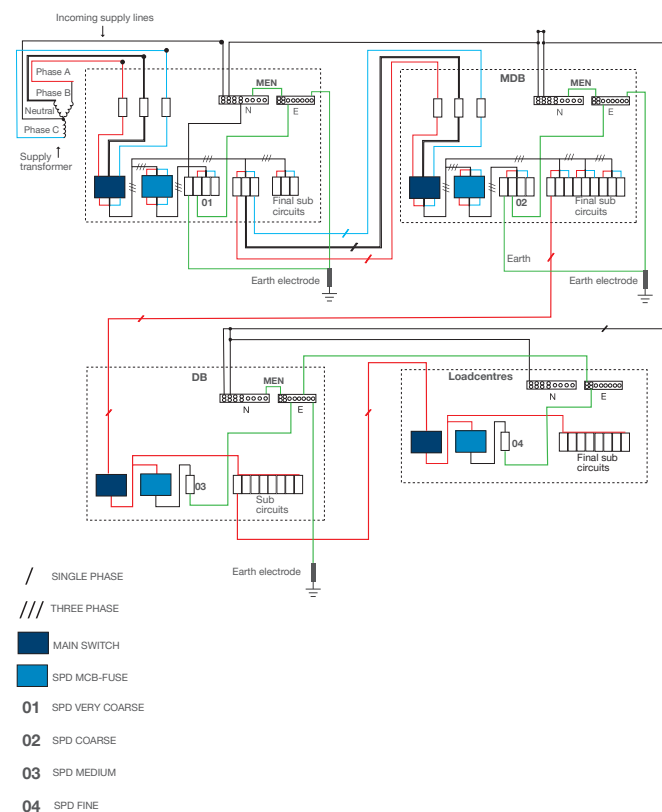 Incoming supply lines
Phase A
Phase B
Neutral
Phase C
Supply
transformer
MEN
N
E
01
Final sub
circuits
Earth electrode
MDB
MEN
N
E
02
Final sub
circuits
Earth
Earth electrode
DB
MEN
N
E
03
Sub
circuits
Earth electrode
Loadcentres
N
E
04
Final sub
circuits
SINGLE PHASE
THREE PHASE
MAIN SWITCH
SPD MCB-FUSE
01 SPD VERY COARSE
02 SPD COARSE
03 SPD MEDIUM
04 SPD FINE